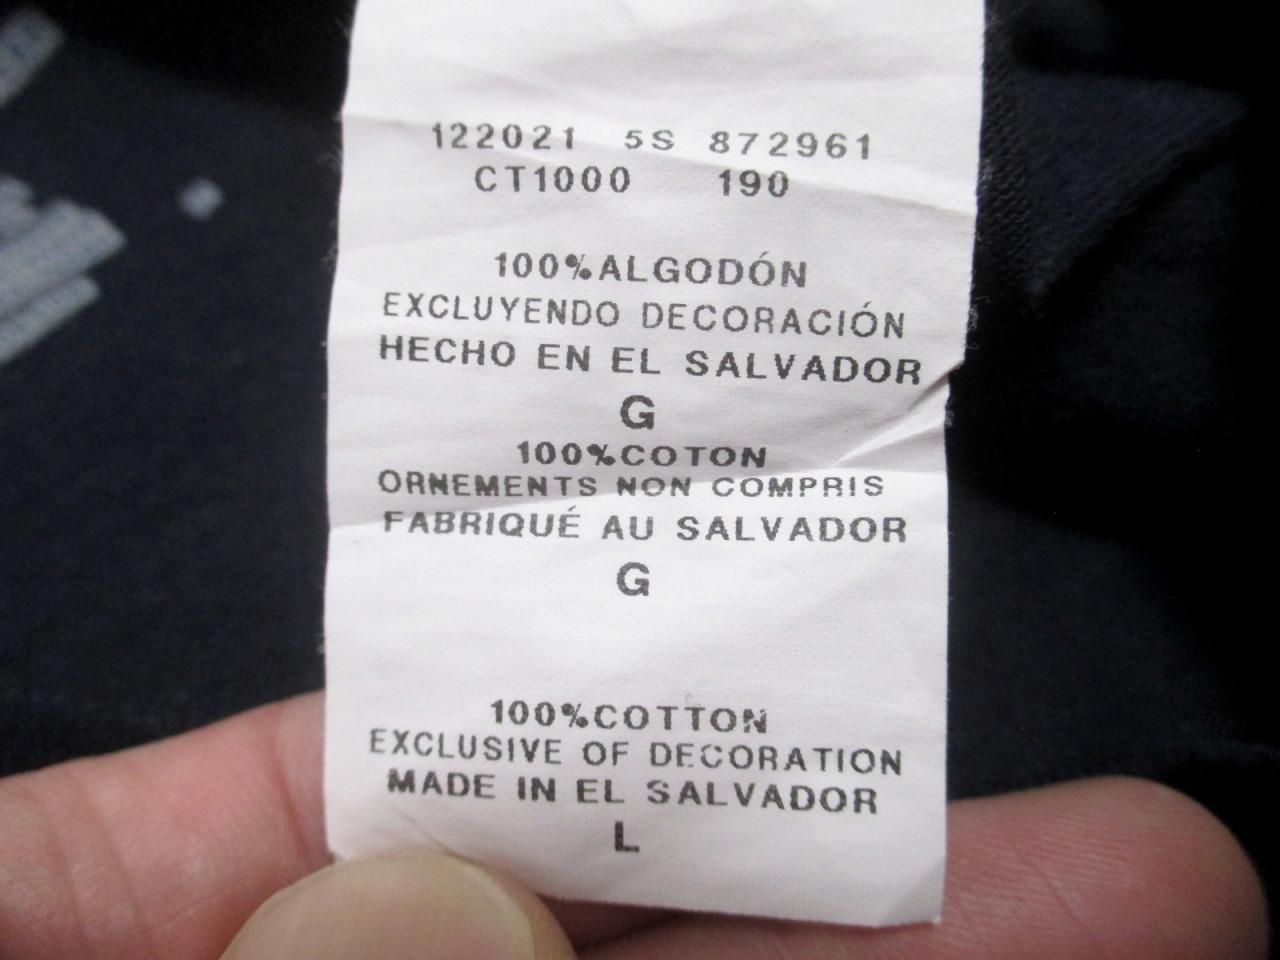 122021 5S 872961
CT1000 190
100%ALGODÓN
EXCLUYENDO DECORACIÓN
HECHO EN EL SALVADOR
G
100%COTON
ORNEMENTS NON COMPRIS
FABRIQUÉ AU SALVADOR
G
100%COTTON
EXCLUSIVE OF DECORATION
MADE IN EL SALVADOR
L